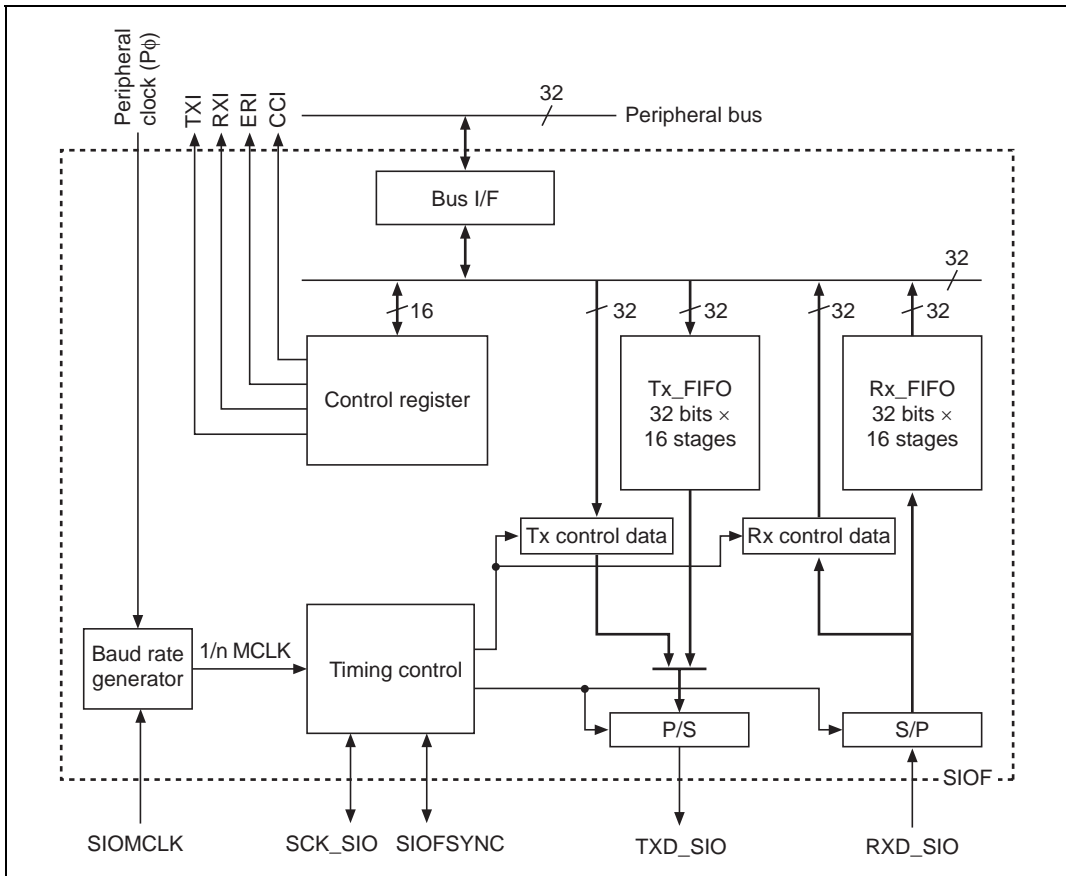 Peripheral
clock (Pϕ)
TXI
RXI
ERI
CCI
32
Peripheral bus
Bus I/F
32
16
32
32
32
32
Control register
Tx_FIFO
32 bits ×
16 stages
Rx_FIFO
32 bits ×
16 stages
Tx control data
Rx control data
Baud rate
generator
1/n MCLK
Timing control
P/S
S/P
SIOF
SIOMCLK
SCK_SIO
SIOFSYNC
TXD_SIO
RXD_SIO